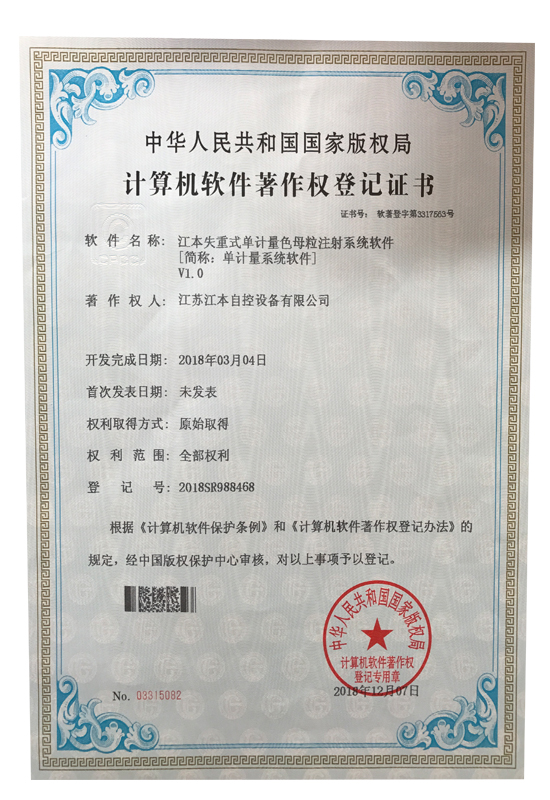 中华人民共和国国家版权局
计算机软件著作权登记证书
证书号: 软著登字第3317553号
软件名称: 江本失重式单计量色母粒注射系统软件
[简称: 单计量系统软件]
V1.0
著作权人: 江苏江本自控设备有限公司
开发完成日期: 2018年03月04日
首次发表日期: 未发表
权利取得方式: 原始取得
权利范围: 全部权利
登记号: 2018SR988468
根据《计算机软件保护条例》和《计算机软件著作权登记办法》的
规定，经中国版权保护中心审核，对以上事项予以登记。
中华人民共和国国家版权局
计算机软件著作权
登记专用章
No. 03315082
2018年12月07日